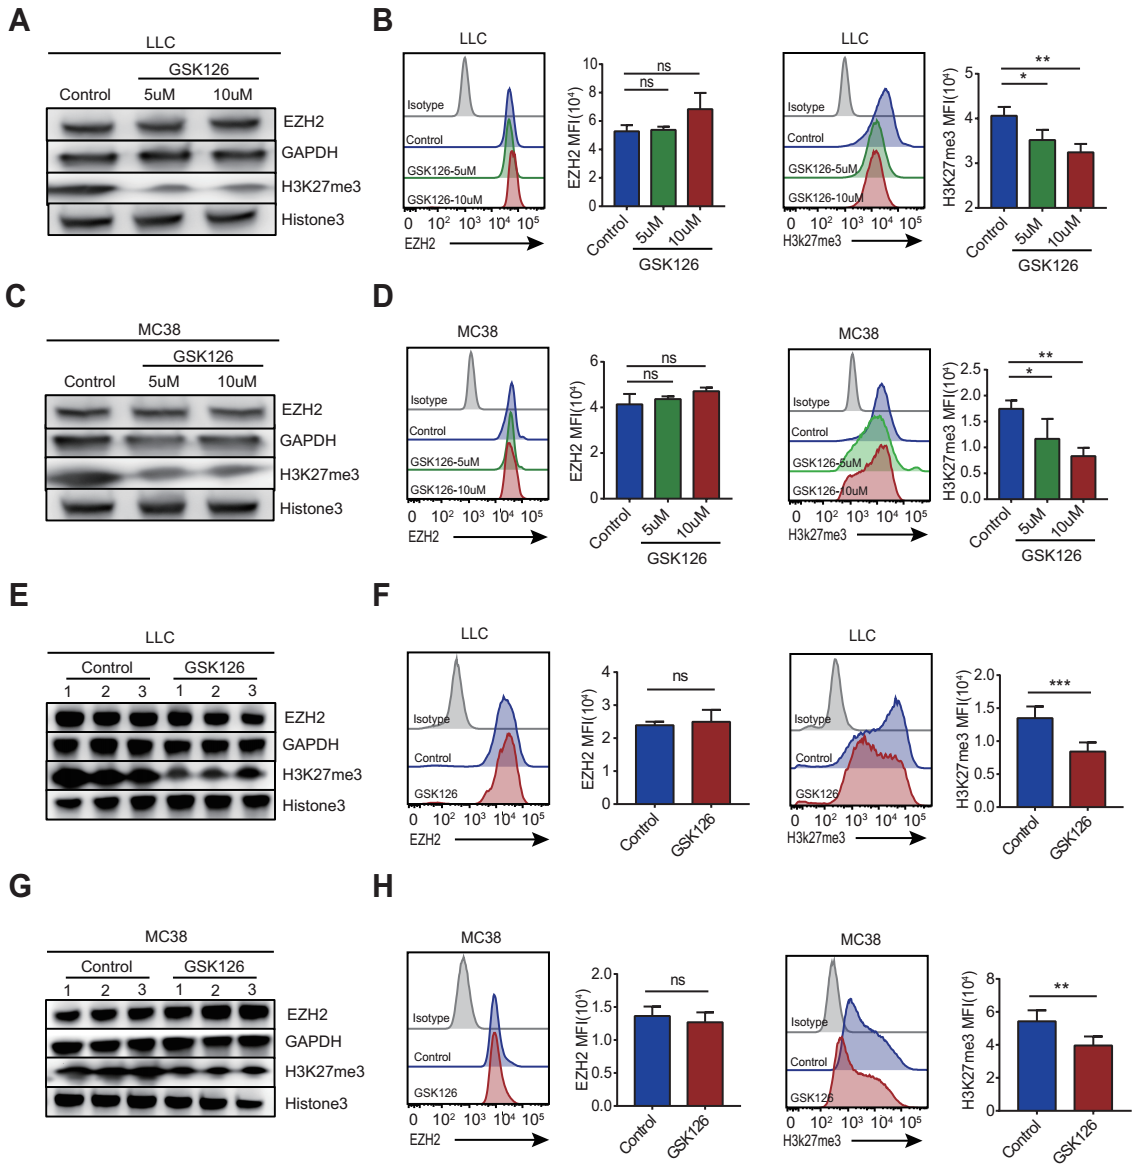 A
LLC
GSK126
Control 5uM 10uM
EZH2
GAPDH
H3K27me3
Histone3
B
LLC
Isotype
Control
GSK126-5uM
GSK126-10uM
0 10² 10³ 10⁴ 10⁵
EZH2
EZH2 MFI(10⁴)
10
8
6
4
2
0
ns
ns
Control
5uM
10uM
GSK126
LLC
Isotype
Control
GSK126-5uM
GSK126-10uM
0 10² 10³ 10⁴ 10⁵
H3k27me3
H3K27me3 MFI(10⁴)
5
4
3
2
**
*
Control
5uM
10uM
GSK126
C
MC38
GSK126
Control 5uM 10uM
EZH2
GAPDH
H3K27me3
Histone3
D
MC38
Isotype
Control
GSK126-5uM
GSK126-10uM
0 10² 10³ 10⁴ 10⁵
EZH2
EZH2 MFI(10⁴)
6
4
2
0
ns
ns
Control
5uM
10uM
GSK126
MC38
Isotype
Control
GSK126-5uM
GSK126-10uM
0 10² 10³ 10⁴ 10⁵
H3k27me3
H3K27me3 MFI(10⁴)
2.5
2.0
1.5
1.0
0.5
0.0
**
*
Control
5uM
10uM
GSK126
E
LLC
Control GSK126
1 2 3 1 2 3
EZH2
GAPDH
H3K27me3
Histone3
F
LLC
Isotype
Control
GSK126
0 10² 10³ 10⁴ 10⁵
EZH2
EZH2 MFI(10⁴)
4
3
2
1
0
ns
Control
GSK126
LLC
Isotype
Control
GSK126
0 10² 10³ 10⁴ 10⁵
H3k27me3
H3K27me3 MFI(10⁴)
2.0
1.5
1.0
0.5
0.0
***
Control
GSK126
G
MC38
Control GSK126
1 2 3 1 2 3
EZH2
GAPDH
H3K27me3
Histone3
H
MC38
Isotype
Control
GSK126
0 10² 10³ 10⁴ 10⁵
EZH2
EZH2 MFI(10⁴)
2.0
1.5
1.0
0.5
0.0
ns
Control
GSK126
MC38
Isotype
Control
GSK126
0 10² 10³ 10⁴ 10⁵
H3k27me3
H3K27me3 MFI(10⁴)
8
6
4
2
0
**
Control
GSK126